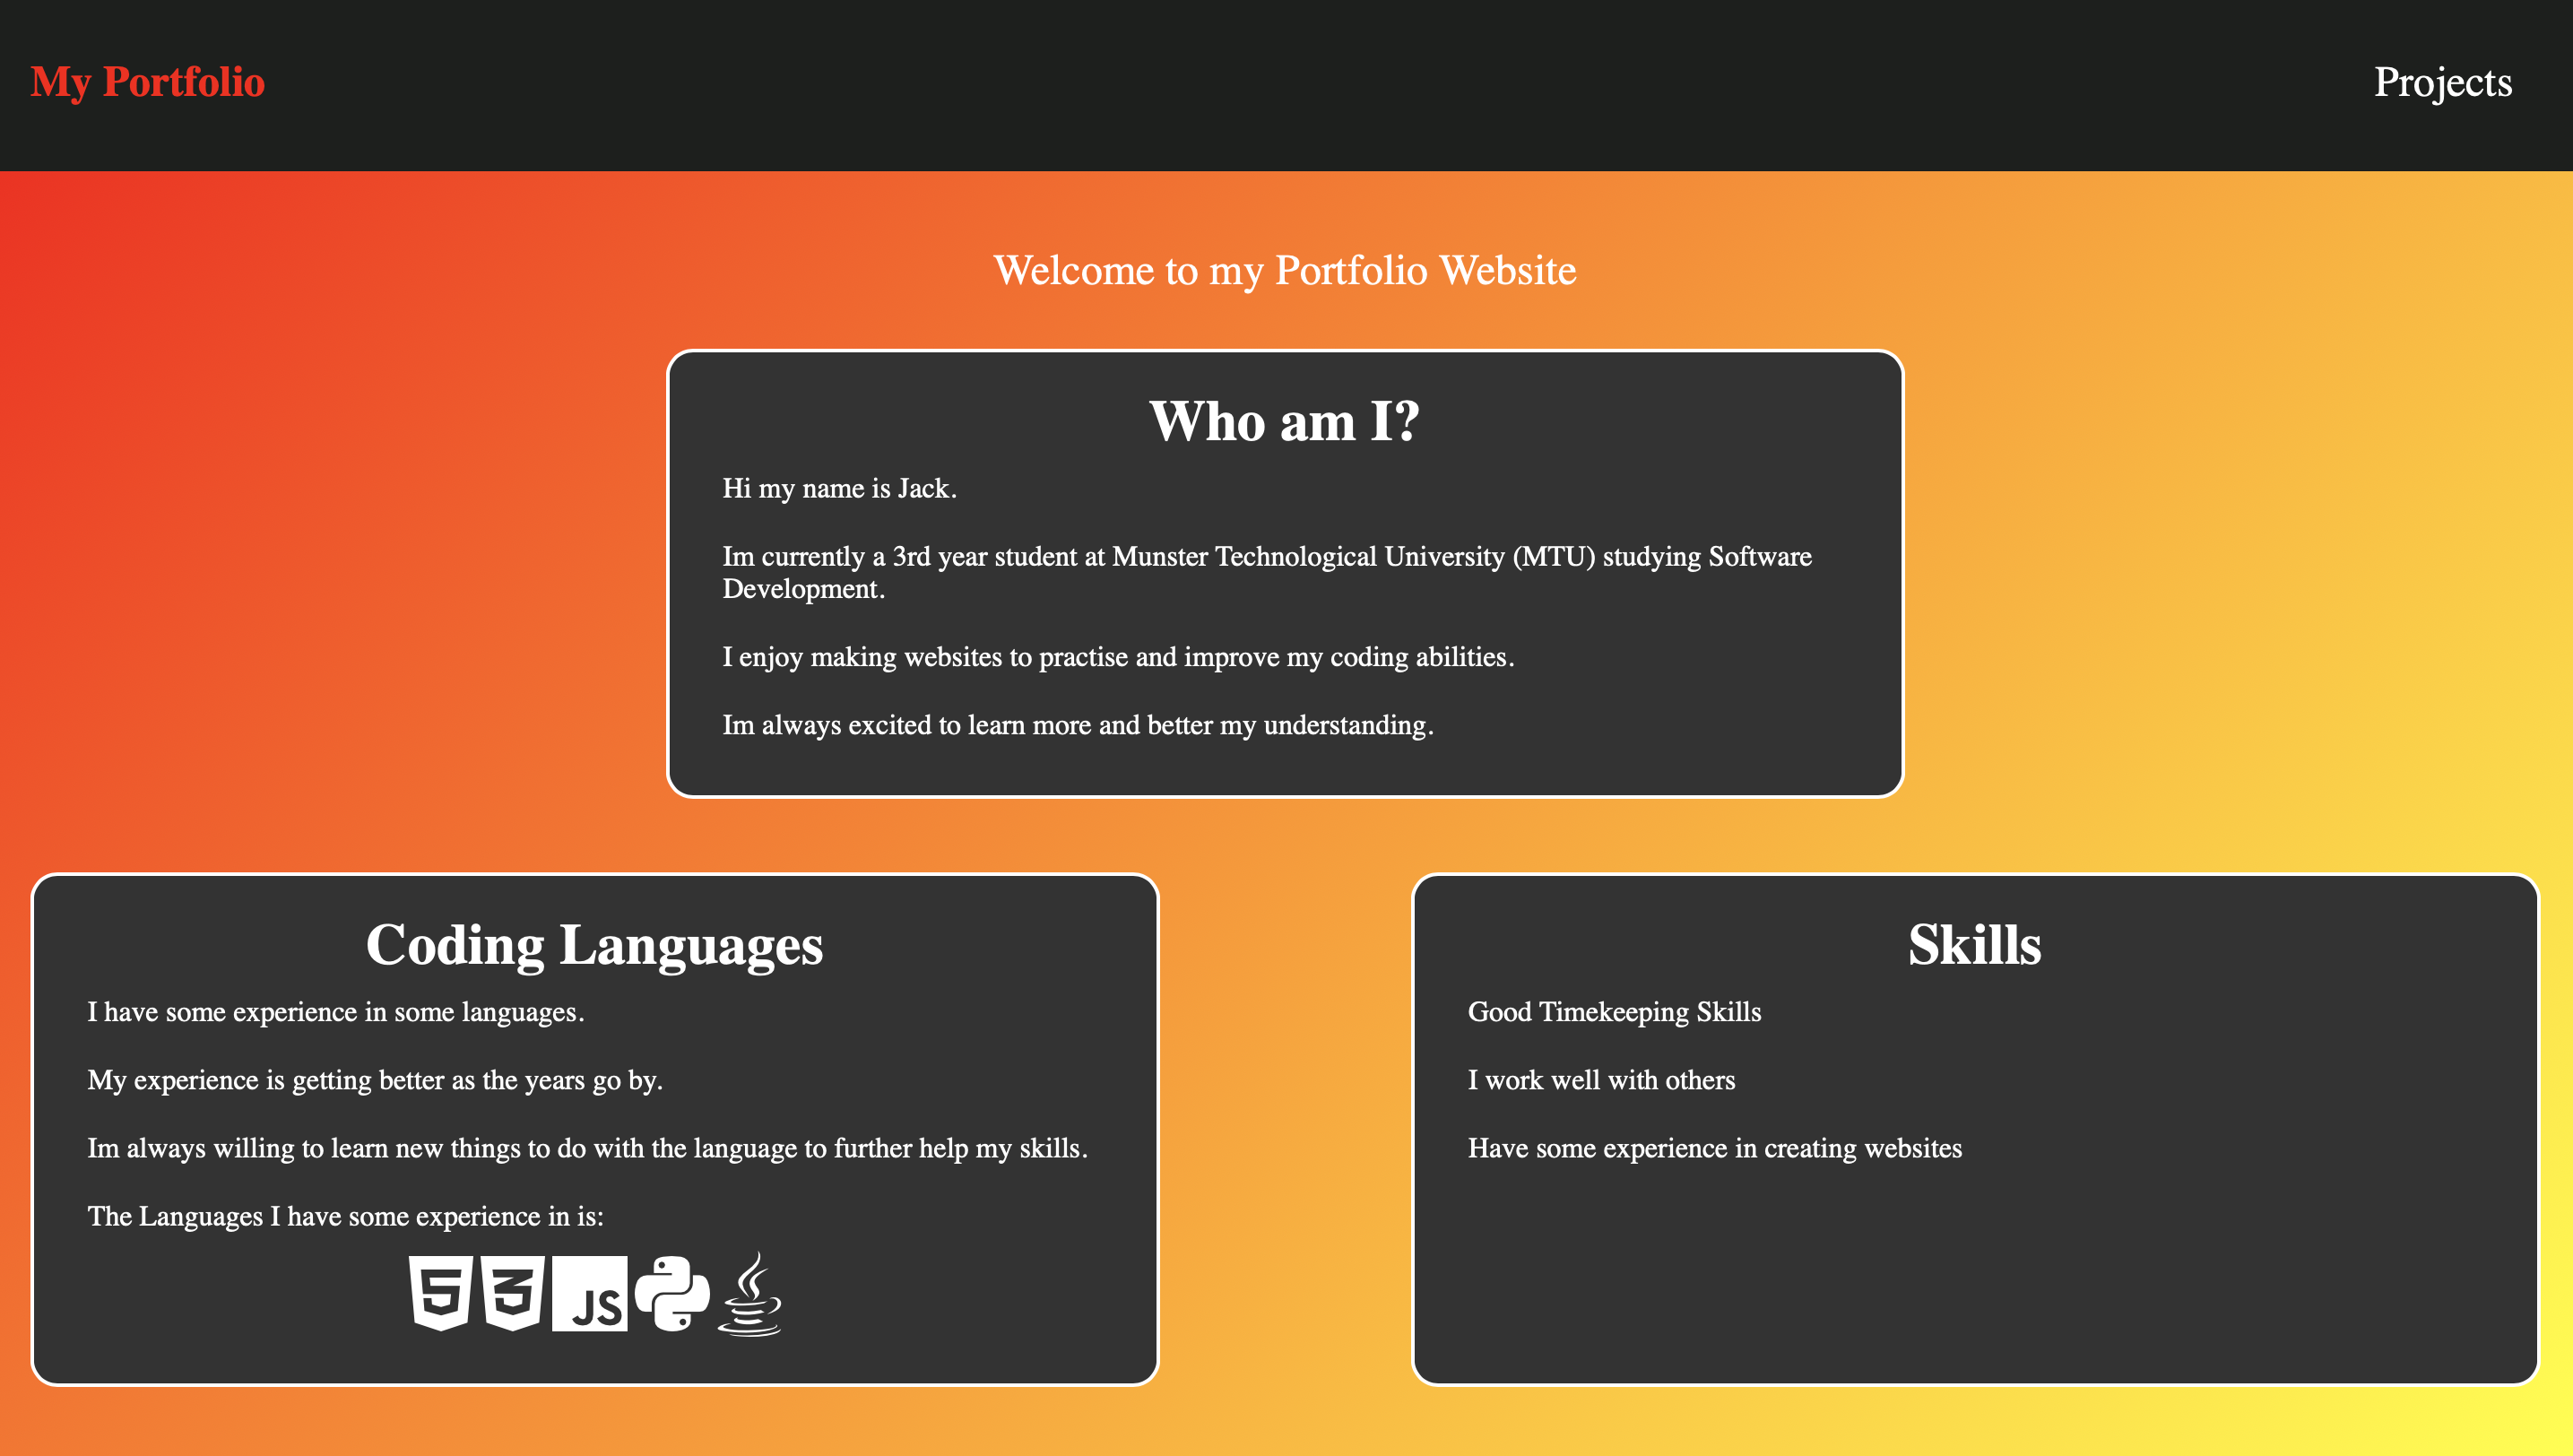 My Portfolio
Projects
Welcome to my Portfolio Website
Who am I?
Hi my name is Jack.
Im currently a 3rd year student at Munster Technological University (MTU) studying Software
Development.
I enjoy making websites to practise and improve my coding abilities.
Im always excited to learn more and better my understanding.
Coding Languages
I have some experience in some languages.
My experience is getting better as the years go by.
Im always willing to learn new things to do with the language to further help my skills.
The Languages I have some experience in is:
5 3 JS
Skills
Good Timekeeping Skills
I work well with others
Have some experience in creating websites